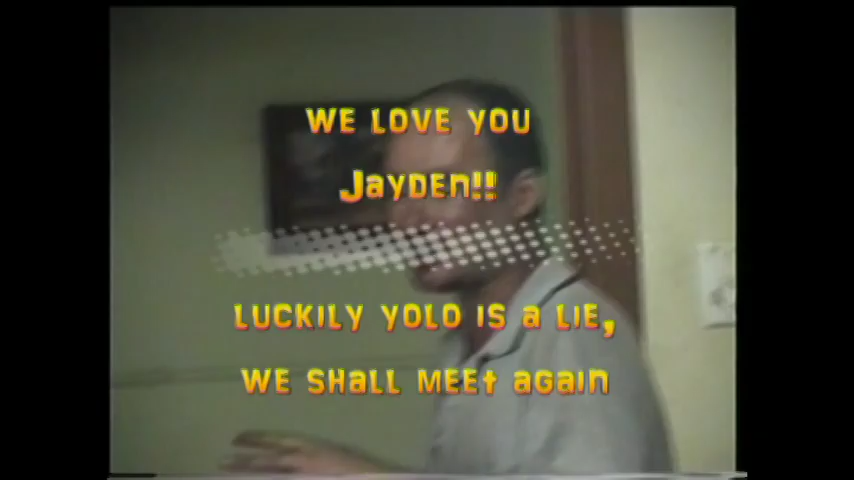 WE LOVE YOU
JAYDEN!!
LUCKILY YOLO IS A LIE,
WE SHALL MEET AGAIN